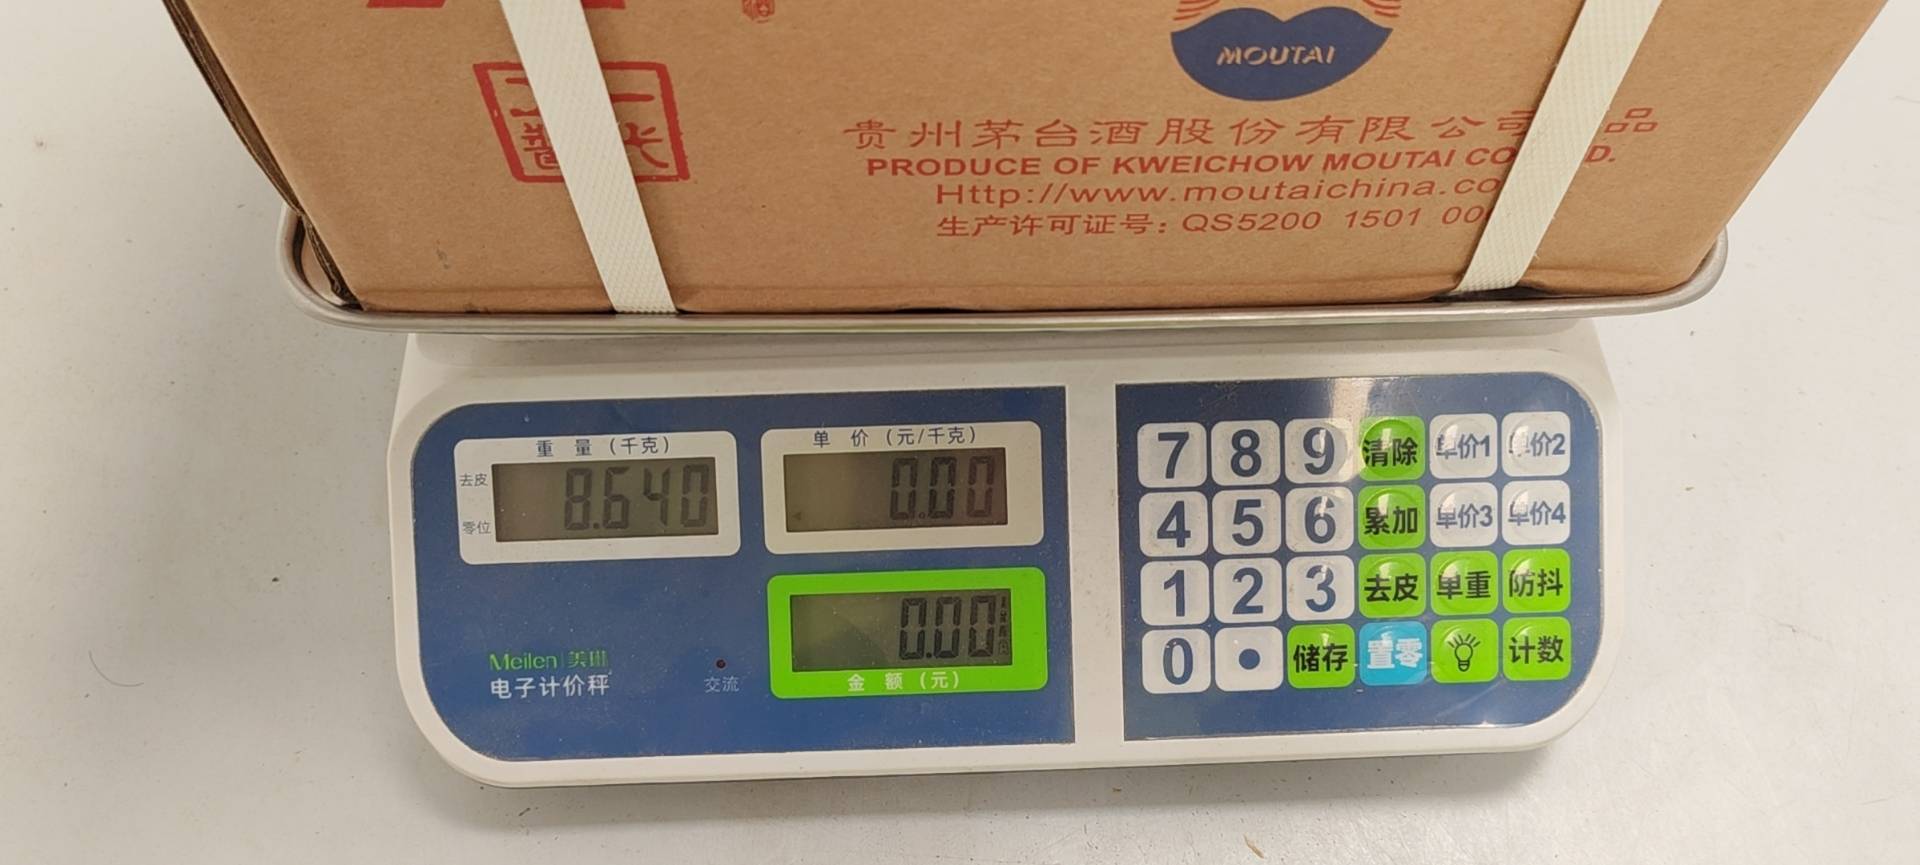 MOUTAI
贵州茅台酒股份有限公司 品
PRODUCE OF KWEICHOW MOUTAI CO D.
Http://www.moutaichina.co
生产许可证号: QS5200 1501 00
重 量 (千克)
去皮
零位
8.640
单 价 (元/千克)
0.00
0.00
金 额 (元)
Meilen 美琳
电子计价秤
交流
7 8 9 清除 单价1 单价2
4 5 6 累加 单价3 单价4
1 2 3 去皮 单重 防抖
0 • 储存 置零 计数